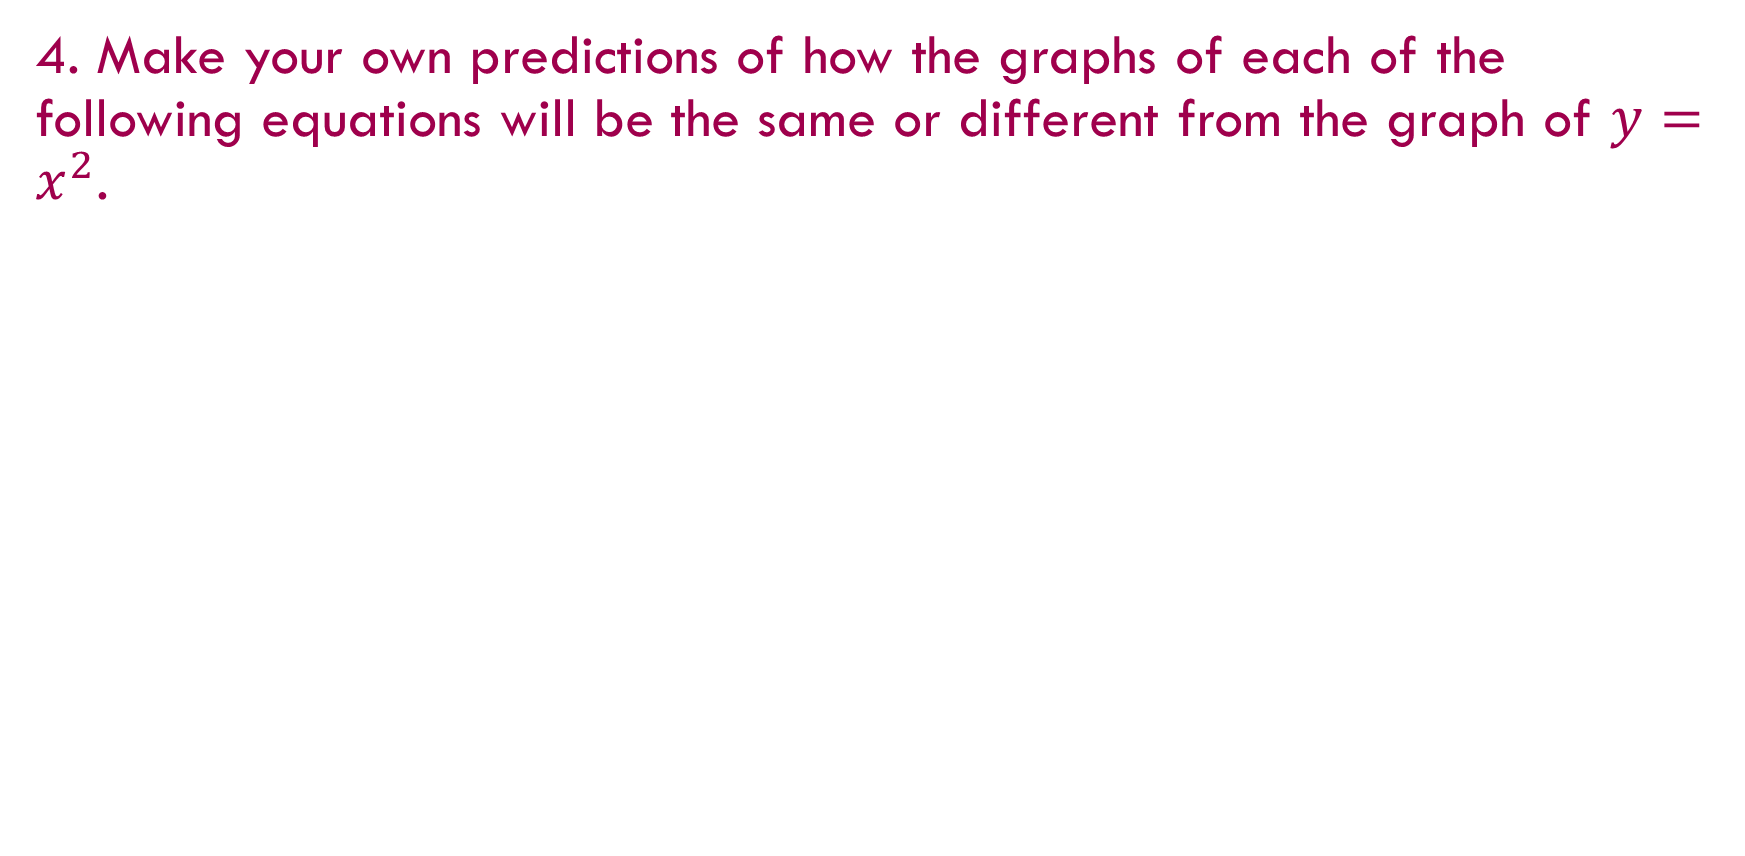 4. Make your own predictions of how the graphs of each of the
following equations will be the same or different from the graph of 𝑦 =
𝑥².